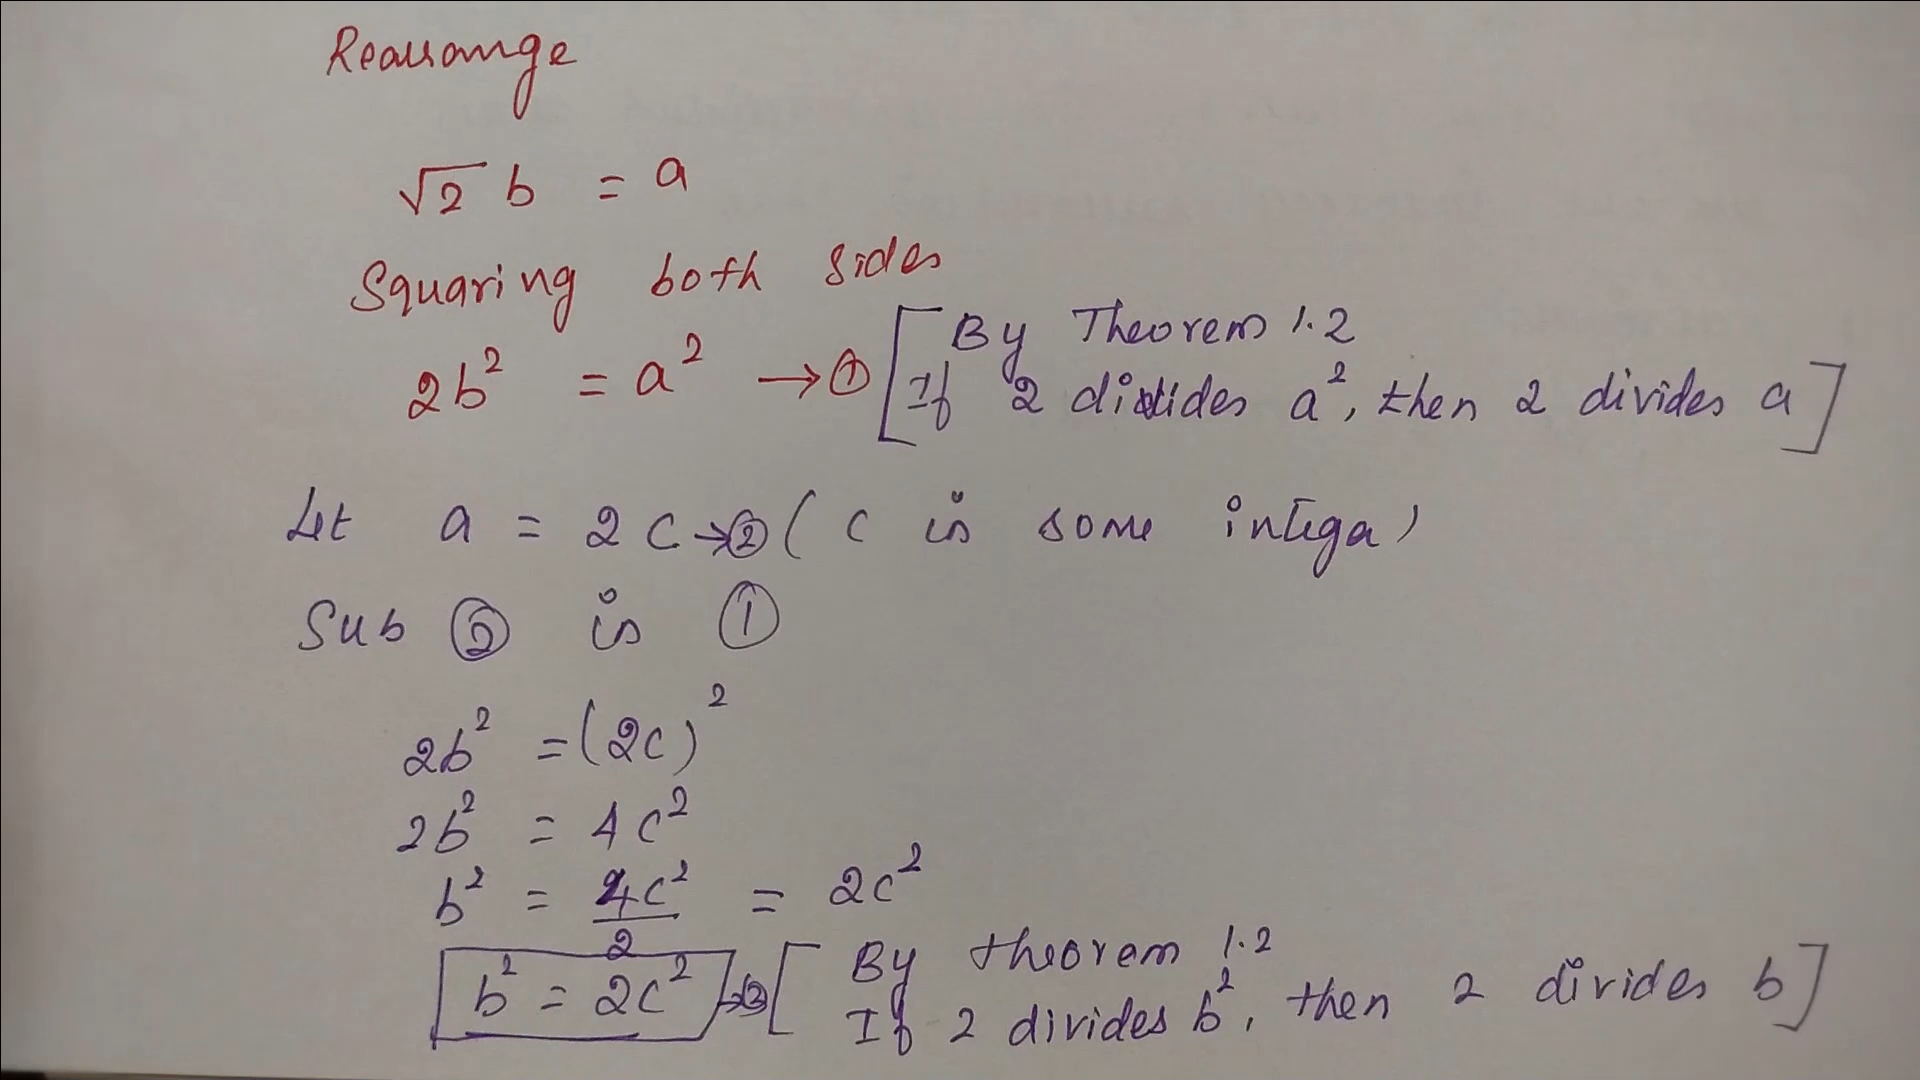 Rearrange
√2 b = a
Squaring both sides
2b² = a² → ① [By Theorem 1.2
If 2 divides a², then 2 divides a]
Let a = 2c → ② (c is some intega)
Sub ② is ①
2b² = (2c)²
2b² = 4c²
b² = 4c²/2 = 2c²
b² = 2c² → ③ [By theorem 1.2
If 2 divides b², then 2 divides b]